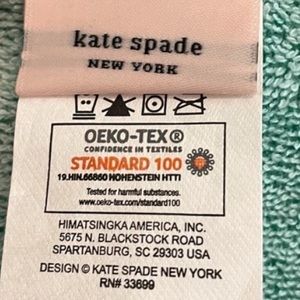 kate spade
NEW YORK
OEKO-TEX®
CONFIDENCE IN TEXTILES
STANDARD 100
19.HIN.66860 HOHENSTEIN HTTI
Tested for harmful substances.
www.oeko-tex.com/standard100
HIMATSINGKA AMERICA, INC.
5675 N. BLACKSTOCK ROAD
SPARTANBURG, SC 29303 USA
DESIGN © KATE SPADE NEW YORK
RN# 33699